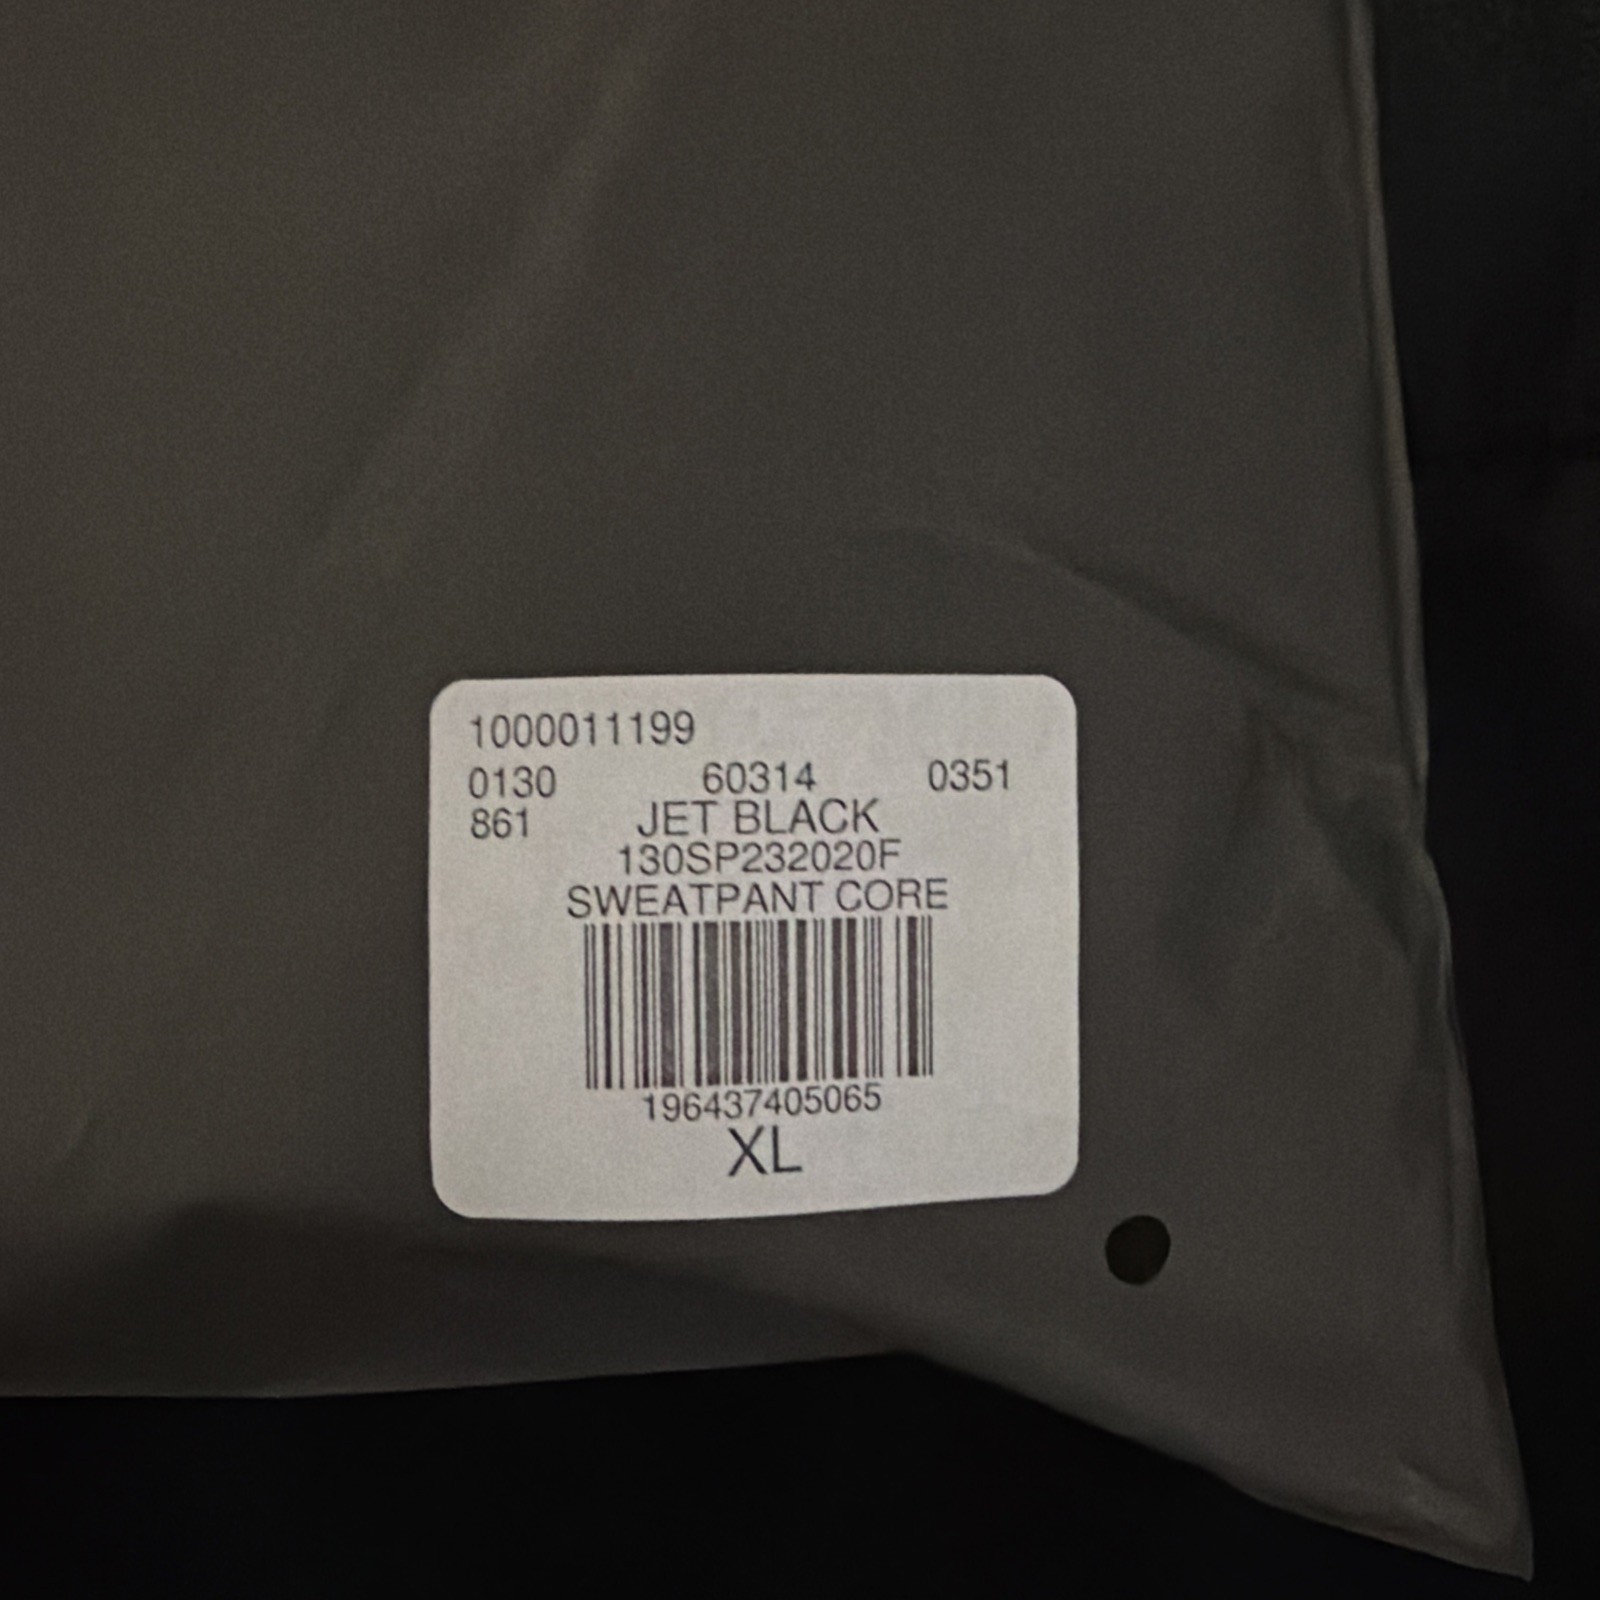 1000011199
0130 60314 0351
861 JET BLACK
130SP232020F
SWEATPANT CORE
196437405065
XL